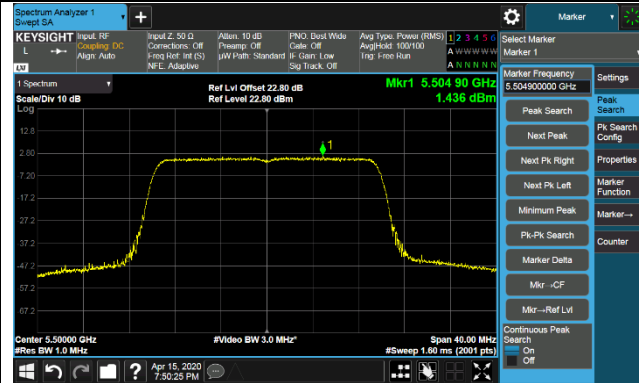 Spectrum Analyzer 1
Swept SA
Marker
KEYSIGHT
L
LXI
Input: RF
Coupling: DC
Align: Auto
Input Z: 50 Ω
Corrections: Off
Freq Ref: Int (S)
NFE: Adaptive
Atten: 10 dB
Preamp: Off
µW Path: Standard
PNO: Best Wide
Gate: Off
IF Gain: Low
Sig Track: Off
Avg Type: Power (RMS)
Avg|Hold: 100/100
Trig: Free Run
1 2 3 4 5 6
A W W W W W
A N N N N N
Select Marker
Marker 1
1 Spectrum
Scale/Div 10 dB
Log
Ref Lvl Offset 22.80 dB
Ref Level 22.80 dBm
Mkr1 5.504 90 GHz
1.436 dBm
12.8
2.80
-7.20
-17.2
-27.2
-37.2
-47.2
-57.2
-67.2
1
Center 5.50000 GHz
#Res BW 1.0 MHz
#Video BW 3.0 MHz*
Span 40.00 MHz
#Sweep 1.60 ms (2001 pts)
Marker Frequency
5.504900000 GHz
Peak Search
Next Peak
Next Pk Right
Next Pk Left
Minimum Peak
Pk-Pk Search
Marker Delta
Mkr→CF
Mkr→Ref Lvl
Continuous Peak
Search
On
Off
Settings
Peak
Search
Pk Search
Config
Properties
Marker
Function
Marker→
Counter
Apr 15, 2020
7:50:25 PM